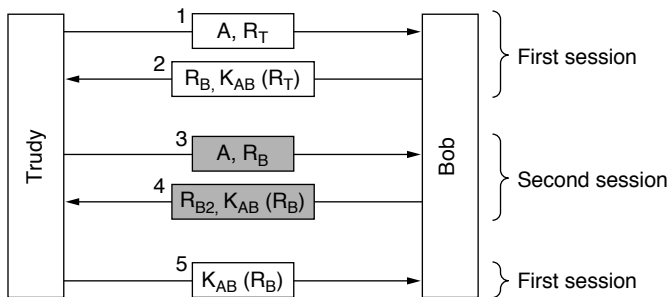 1
A, R_T
First session
2
R_B, K_AB (R_T)
Trudy
Bob
3
A, R_B
Second session
4
R_B2, K_AB (R_B)
5
K_AB (R_B)
First session